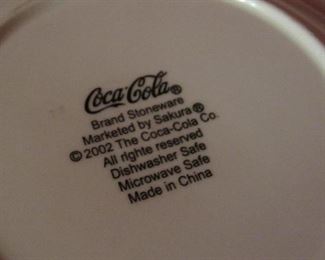 Coca-Cola®
Brand Stoneware
Marketed by Sakura®
©2002 The Coca-Cola Co.
All rights reserved
Dishwasher Safe
Microwave Safe
Made in China